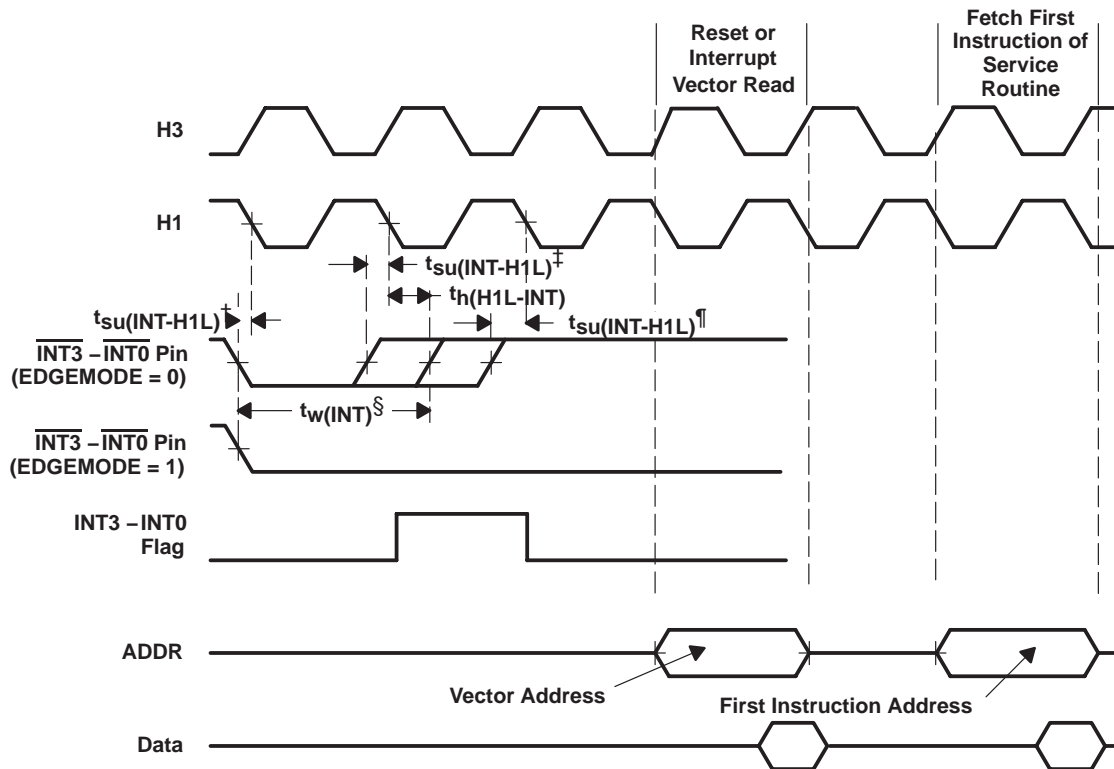 Reset or
Interrupt
Vector Read
Fetch First
Instruction of
Service
Routine
H3
H1
tsu(INT-H1L)‡
th(H1L-INT)
tsu(INT-H1L)†
tsu(INT-H1L)¶
INT3 – INT0 Pin
(EDGEMODE = 0)
tw(INT)§
INT3 – INT0 Pin
(EDGEMODE = 1)
INT3 – INT0
Flag
ADDR
Vector Address
First Instruction Address
Data